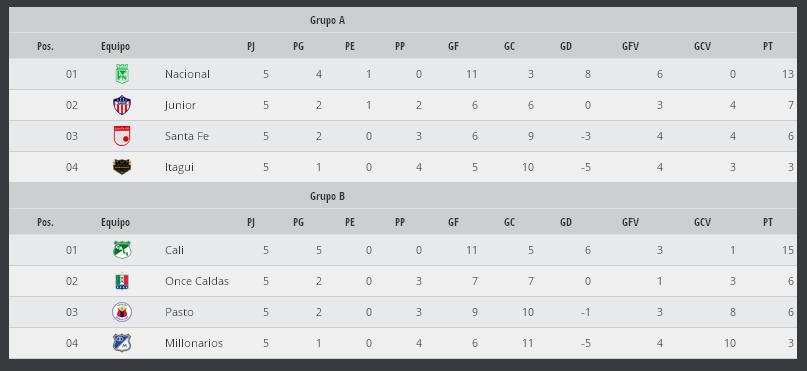 Grupo A
Pos. Equipo PJ PG PE PP GF GC GD GFV GCV PT
01 Nacional 5 4 1 0 11 3 8 6 0 13
02 Junior 5 2 1 2 6 6 0 3 4 7
03 Santa Fe 5 2 0 3 6 9 -3 4 4 6
04 Itagui 5 1 0 4 5 10 -5 4 3 3
Grupo B
Pos. Equipo PJ PG PE PP GF GC GD GFV GCV PT
01 Cali 5 5 0 0 11 5 6 3 1 15
02 Once Caldas 5 2 0 3 7 7 0 1 3 6
03 Pasto 5 2 0 3 9 10 -1 3 8 6
04 Millonarios 5 1 0 4 6 11 -5 4 10 3